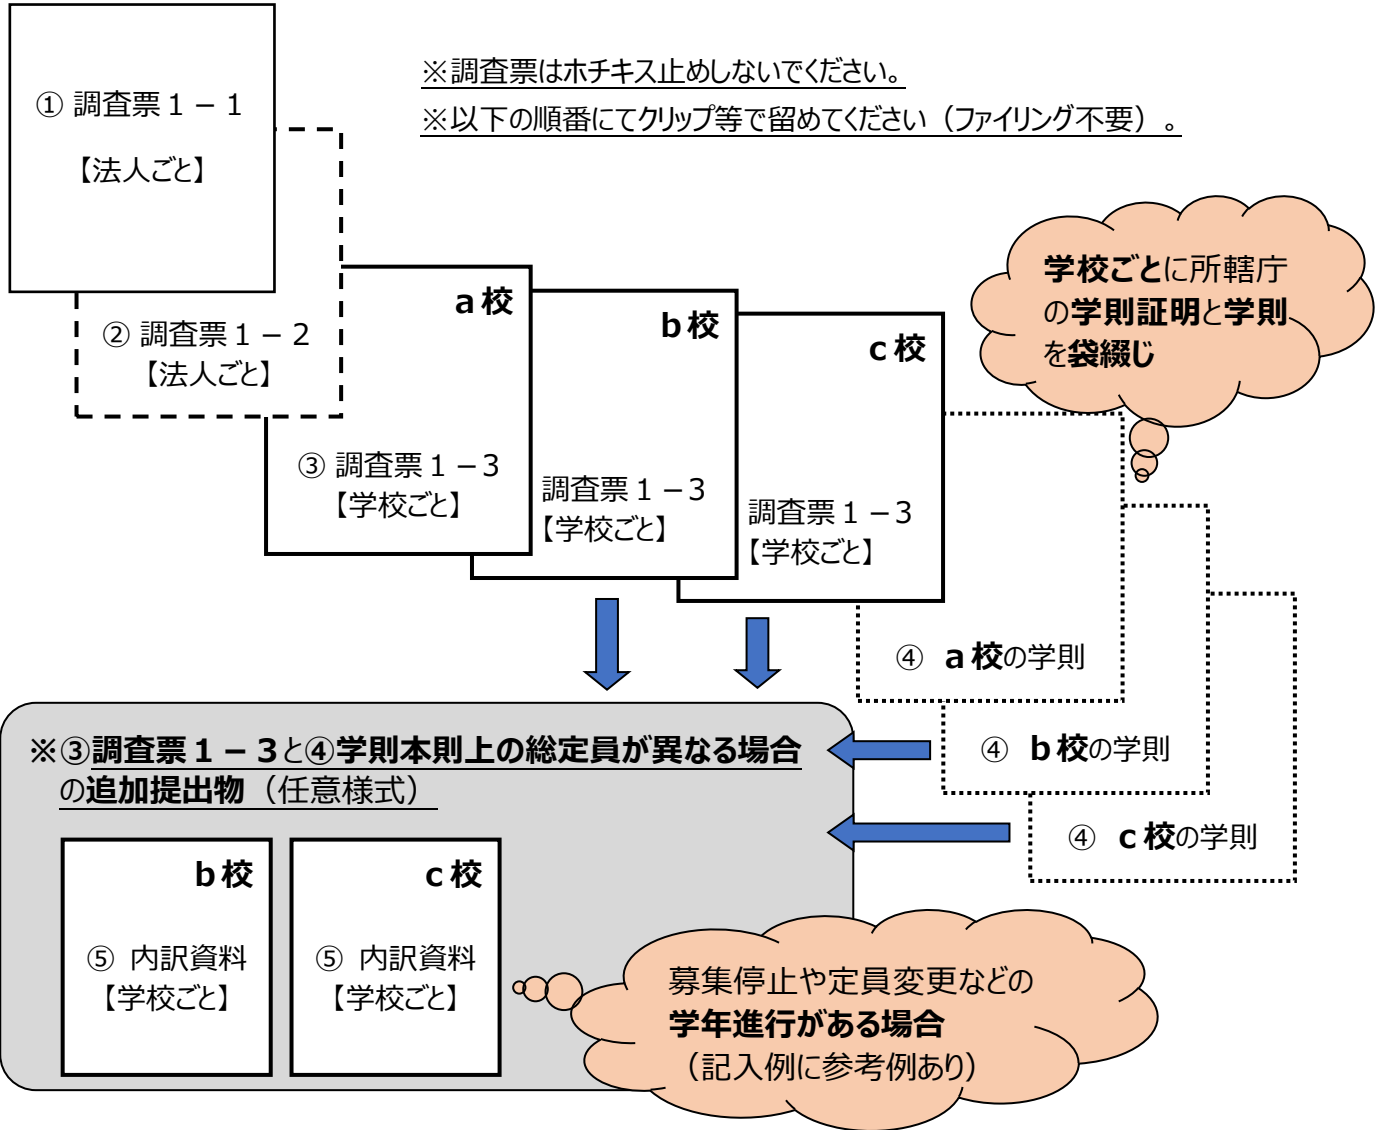 ※調査票はホチキス止めしないでください。
※以下の順番にてクリップ等で留めてください（ファイリング不要）。
① 調査票１－１
【法人ごと】
② 調査票１－２
【法人ごと】
ａ校
③ 調査票１－３
【学校ごと】
ｂ校
調査票１－３
【学校ごと】
ｃ校
調査票１－３
【学校ごと】
学校ごとに所轄庁
の学則証明と学則
を袋綴じ
④ ａ校の学則
④ ｂ校の学則
④ ｃ校の学則
※③調査票１－３と④学則本則上の総定員が異なる場合
の追加提出物（任意様式）
ｂ校
⑤ 内訳資料
【学校ごと】
ｃ校
⑤ 内訳資料
【学校ごと】
募集停止や定員変更などの
学年進行がある場合
（記入例に参考例あり）